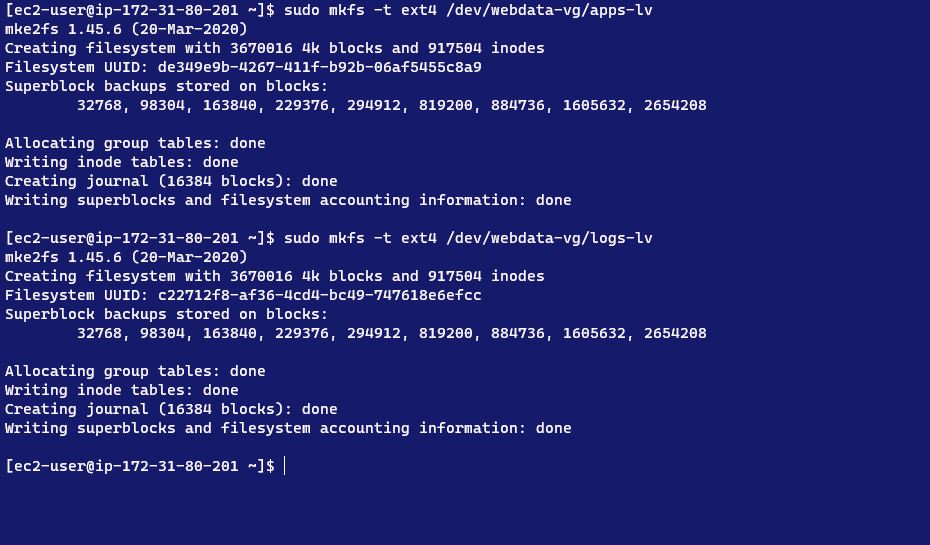 [ec2-user@ip-172-31-80-201 ~]$ sudo mkfs -t ext4 /dev/webdata-vg/apps-lv
mke2fs 1.45.6 (20-Mar-2020)
Creating filesystem with 3670016 4k blocks and 917504 inodes
Filesystem UUID: de349e9b-4267-411f-b92b-06af5455c8a9
Superblock backups stored on blocks:
        32768, 98304, 163840, 229376, 294912, 819200, 884736, 1605632, 2654208
Allocating group tables: done
Writing inode tables: done
Creating journal (16384 blocks): done
Writing superblocks and filesystem accounting information: done
[ec2-user@ip-172-31-80-201 ~]$ sudo mkfs -t ext4 /dev/webdata-vg/logs-lv
mke2fs 1.45.6 (20-Mar-2020)
Creating filesystem with 3670016 4k blocks and 917504 inodes
Filesystem UUID: c22712f8-af36-4cd4-bc49-747618e6efcc
Superblock backups stored on blocks:
        32768, 98304, 163840, 229376, 294912, 819200, 884736, 1605632, 2654208
Allocating group tables: done
Writing inode tables: done
Creating journal (16384 blocks): done
Writing superblocks and filesystem accounting information: done
[ec2-user@ip-172-31-80-201 ~]$